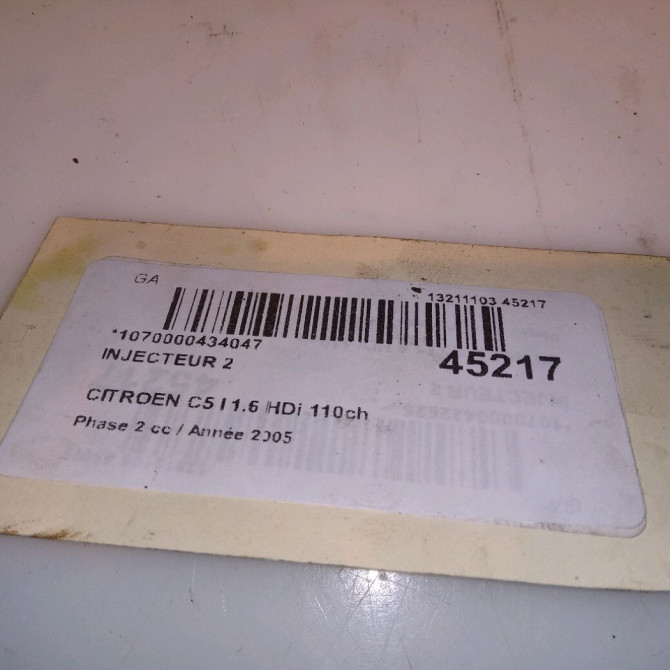 GA
13211103 45217
*1070000434047
45217
INJECTEUR 2
CITROEN C5 I 1.6 HDi 110ch
Phase 2 cc / Année 2005